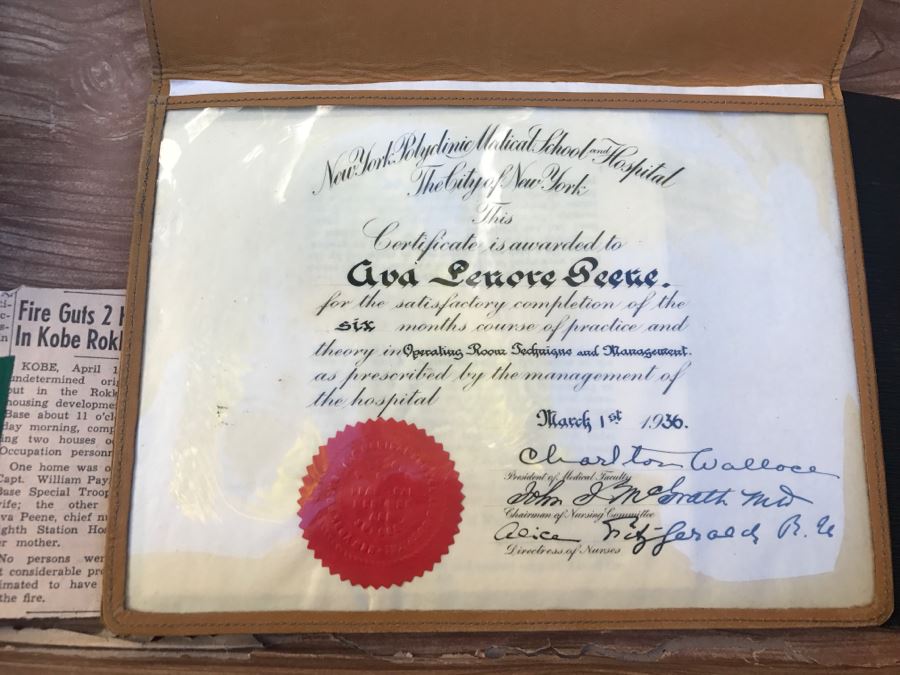 New York Polyclinic Medical School and Hospital
The City of New York
This
Certificate is awarded to
Ava Lenore Peene.
for the satisfactory completion of the
six months course of practice and
theory in Operating Room Technique and Management.
as prescribed by the management of
the hospital
March 1st 1936.
Charlton Wallace
President of Medical Faculty
John J. McGrath MD
Chairman of Nursing Committee
Alice Fitzgerald R.N
Directress of Nurses
Fire Guts 2
In Kobe Rok
KOBE, April 1
undetermined ori
out in the Rokk
housing developme
Base about 11 o'cl
day morning, comp
ing two houses o
Occupation personn
One home was o
Capt. William Pay
Base Special Troop
wife; the other
va Peene, chief n
ghth Station Hos
er mother.
No persons wer
t considerable pr
imated to have
the fire.